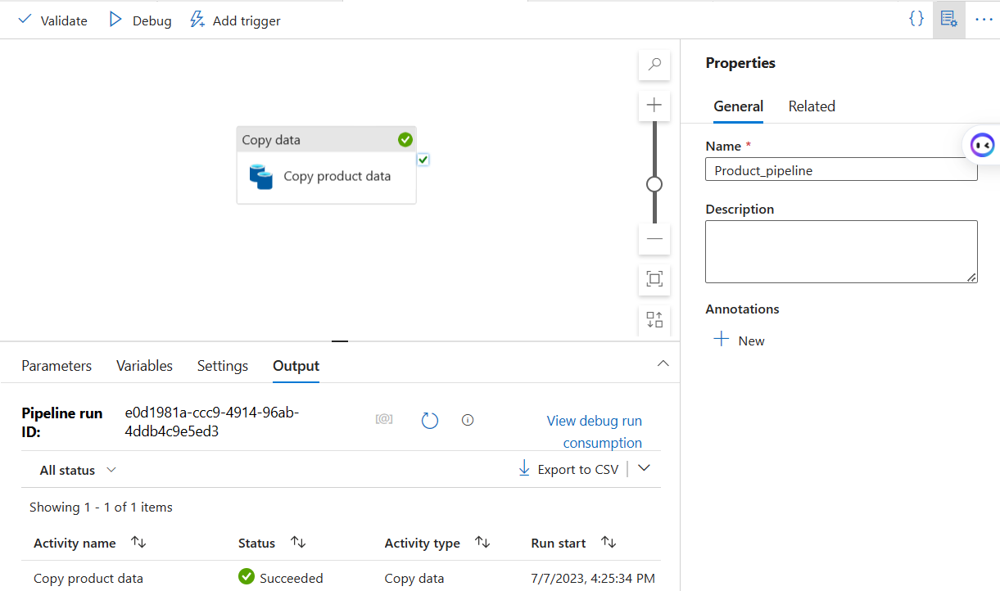 Validate Debug Add trigger {} ...
Copy data
Copy product data
Properties
General Related
Name *
Product_pipeline
Description
Annotations
New
Parameters Variables Settings Output
Pipeline run ID: e0d1981a-ccc9-4914-96ab-
4ddb4c9e5ed3
[@]
View debug run
consumption
All status Export to CSV
Showing 1 - 1 of 1 items
Activity name Status Activity type Run start
Copy product data Succeeded Copy data 7/7/2023, 4:25:34 PM